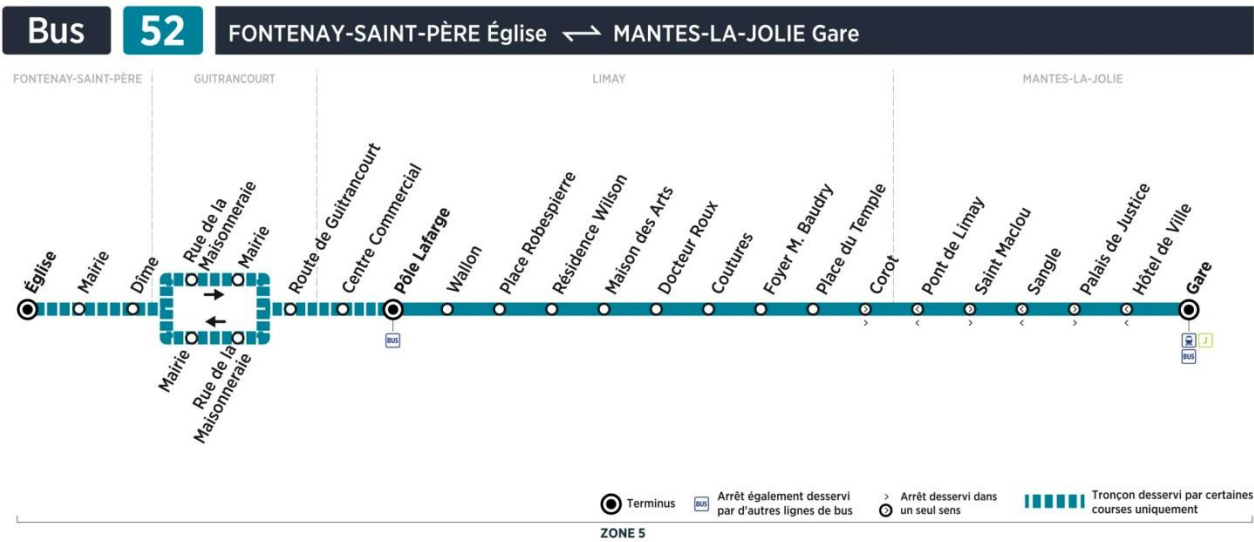 Bus 52 FONTENAY-SAINT-PÈRE Église ⇌ MANTES-LA-JOLIE Gare
FONTENAY-SAINT-PÈRE
GUITRANCOURT
LIMAY
MANTES-LA-JOLIE
Église
Mairie
Dîme
Rue de la
Maisonneraie
Mairie
Mairie
Rue de la
Maisonneraie
Route de Guitrancourt
Centre Commercial
Pôle Lafarge
BUS
Wallon
Place Robespierre
Résidence Wilson
Maison des Arts
Docteur Roux
Coutures
Foyer M. Baudry
Place du Temple
Corot
Pont de Limay
Saint Maclou
Sangle
Palais de Justice
Hôtel de Ville
Gare
J
BUS
Terminus
BUS
Arrêt également desservi
par d'autres lignes de bus
Arrêt desservi dans
un seul sens
Tronçon desservi par certaines
courses uniquement
ZONE 5